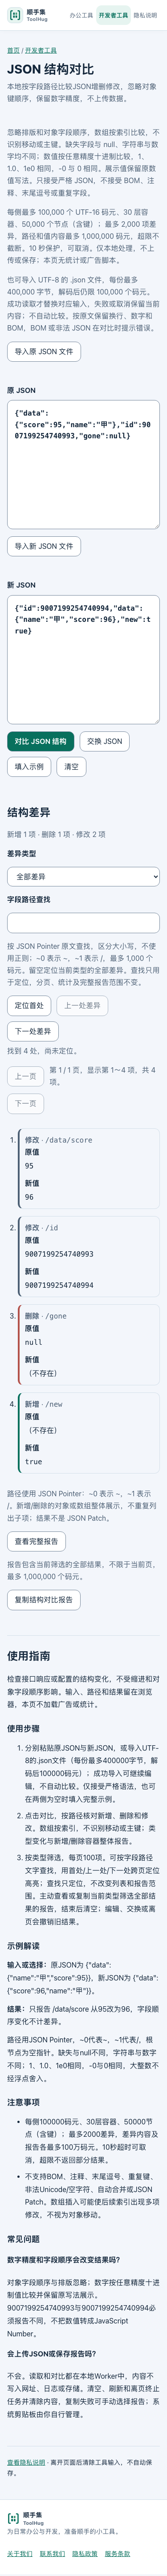 顺手集
ToolHug
办公工具
开发者工具
隐私说明
首页 / 开发者工具
JSON 结构对比
本地按字段路径比较JSON增删修改，忽略对象
键顺序，保留数字精度，不上传数据。
忽略排版和对象字段顺序，数组按索引比较，不
识别移动或主键。缺失字段与 null、字符串与数
字均不同；数值按任意精度十进制比较，1、
1.0、1e0 相同，-0 与 0 相同。展示值保留原数
值写法。只接受严格 JSON，不接受 BOM、注
释、末尾逗号或重复字段。
每侧最多 100,000 个 UTF-16 码元、30 层容
器、50,000 个节点（含键）；最多 2,000 项差
异，路径和值内容最多 1,000,000 码元，超限不
截断。10 秒保护，可取消。仅本地处理，不上
传或保存；本页无统计或广告脚本。
也可导入 UTF-8 的 .json 文件，每份最多
400,000 字节，解码后仍限 100,000 个码元。
成功读取才替换对应输入，失败或取消保留当前
内容；不自动比较。按原文保留换行、数字和
BOM，BOM 或非法 JSON 在对比时提示错误。
导入原 JSON 文件
原 JSON
{"data":
{"score":95,"name":"甲"},"id":90
07199254740993,"gone":null}
导入新 JSON 文件
新 JSON
{"id":9007199254740994,"data":
{"name":"甲","score":96},"new":t
rue}
对比 JSON 结构
交换 JSON
填入示例
清空
结构差异
新增 1 项 · 删除 1 项 · 修改 2 项
差异类型
全部差异
字段路径查找
按 JSON Pointer 原文查找，区分大小写，不使
用正则；~0 表示 ~、~1 表示 /，最多 1,000 个
码元。留空定位当前类型的全部差异。查找只用
于定位，分页、统计及完整报告范围不变。
定位首处
上一处差异
下一处差异
找到 4 处，尚未定位。
上一页
第 1 / 1 页，显示第 1～4 项，共 4
项。
下一页
1. 修改 · /data/score
原值
95
新值
96
2. 修改 · /id
原值
9007199254740993
新值
9007199254740994
3. 删除 · /gone
原值
null
新值
（不存在）
4. 新增 · /new
原值
（不存在）
新值
true
路径使用 JSON Pointer：~0 表示 ~，~1 表示
/。新增/删除的对象或数组整体展示，不重复列
出子项；结果不是 JSON Patch。
查看完整报告
报告包含当前筛选的全部结果，不限于当前页，
最多 1,000,000 个码元。
复制结构对比报告
使用指南
检查接口响应或配置的结构变化，不受缩进和对
象字段顺序影响。输入、路径和结果留在浏览
器，本页不加载广告或统计。
使用步骤
1. 分别粘贴原JSON与新JSON，或导入UTF-
8的.json文件（每份最多400000字节，解
码后100000码元）；成功导入可继续编
辑，不自动比较。仅接受严格语法，也可
在两侧为空时填入完整示例。
2. 点击对比，按路径核对新增、删除和修
改。数组按索引，不识别移动或主键；类
型变化与新增/删除容器整体报告。
3. 按类型筛选，每页100项。可按字段路径
文字查找，用首处/上一处/下一处跨页定位
高亮；查找只定位，不改变列表和报告范
围。主动查看或复制当前类型筛选全部结
果的报告，结束后清空；编辑、交换或离
页会撤销旧结果。
示例解读
输入或选择：原JSON为 {"data":
{"name":"甲","score":95}}，新JSON为 {"data":
{"score":96,"name":"甲"}}。
结果：只报告 /data/score 从95改为96，字段顺
序变化不计差异。
路径用JSON Pointer，~0代表~，~1代表/，根
节点为空指针。缺失与null不同，字符串与数字
不同；1、1.0、1e0相同，-0与0相同，大整数不
经浮点舍入。
注意事项
• 每侧100000码元、30层容器、50000节
点（含键）；最多2000差异，差异内容及
报告各最多100万码元。10秒超时可取
消，超限不返回部分结果。
• 不支持BOM、注释、末尾逗号、重复键、
非法Unicode/空字符、自动合并或JSON
Patch。数组插入可能使后续索引出现多项
修改，不视为对象移动。
常见问题
数字精度和字段顺序会改变结果吗？
对象字段顺序与排版忽略；数字按任意精度十进
制值比较并保留原写法展示。
9007199254740993与9007199254740994必
须报告不同，不把数值转成JavaScript
Number。
会上传JSON或保存报告吗？
不会。读取和对比都在本地Worker中，内容不
写入网址、日志或存储。清空、刷新和离页终止
任务并清除内容，复制失败可手动选择报告；系
统剪贴板由你自行管理。
查看隐私说明 · 离开页面后清除工具输入，不自动保
存。
顺手集
ToolHug
为日常办公与开发，准备顺手的小工具。
关于我们
联系我们
隐私政策
服务条款